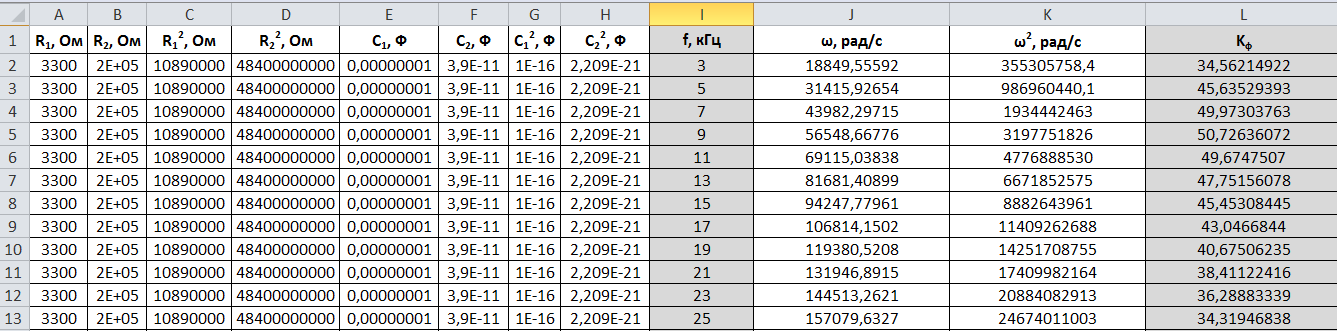 A B C D E F G H I J K L
1 R₁, Ом R₂, Ом R₁², Ом R₂², Ом C₁, Ф C₂, Ф C₁², Ф C₂², Ф f, кГц ω, рад/с ω², рад/с Kф
2 3300 2E+05 10890000 48400000000 0,00000001 3,9E-11 1E-16 2,209E-21 3 18849,55592 355305758,4 34,56214922
3 3300 2E+05 10890000 48400000000 0,00000001 3,9E-11 1E-16 2,209E-21 5 31415,92654 986960440,1 45,63529393
4 3300 2E+05 10890000 48400000000 0,00000001 3,9E-11 1E-16 2,209E-21 7 43982,29715 1934442463 49,97303763
5 3300 2E+05 10890000 48400000000 0,00000001 3,9E-11 1E-16 2,209E-21 9 56548,66776 3197751826 50,72636072
6 3300 2E+05 10890000 48400000000 0,00000001 3,9E-11 1E-16 2,209E-21 11 69115,03838 4776888530 49,6747507
7 3300 2E+05 10890000 48400000000 0,00000001 3,9E-11 1E-16 2,209E-21 13 81681,40899 6671852575 47,75156078
8 3300 2E+05 10890000 48400000000 0,00000001 3,9E-11 1E-16 2,209E-21 15 94247,77961 8882643961 45,45308445
9 3300 2E+05 10890000 48400000000 0,00000001 3,9E-11 1E-16 2,209E-21 17 106814,1502 11409262688 43,0466844
10 3300 2E+05 10890000 48400000000 0,00000001 3,9E-11 1E-16 2,209E-21 19 119380,5208 14251708755 40,67506235
11 3300 2E+05 10890000 48400000000 0,00000001 3,9E-11 1E-16 2,209E-21 21 131946,8915 17409982164 38,41122416
12 3300 2E+05 10890000 48400000000 0,00000001 3,9E-11 1E-16 2,209E-21 23 144513,2621 20884082913 36,28883339
13 3300 2E+05 10890000 48400000000 0,00000001 3,9E-11 1E-16 2,209E-21 25 157079,6327 24674011003 34,31946838